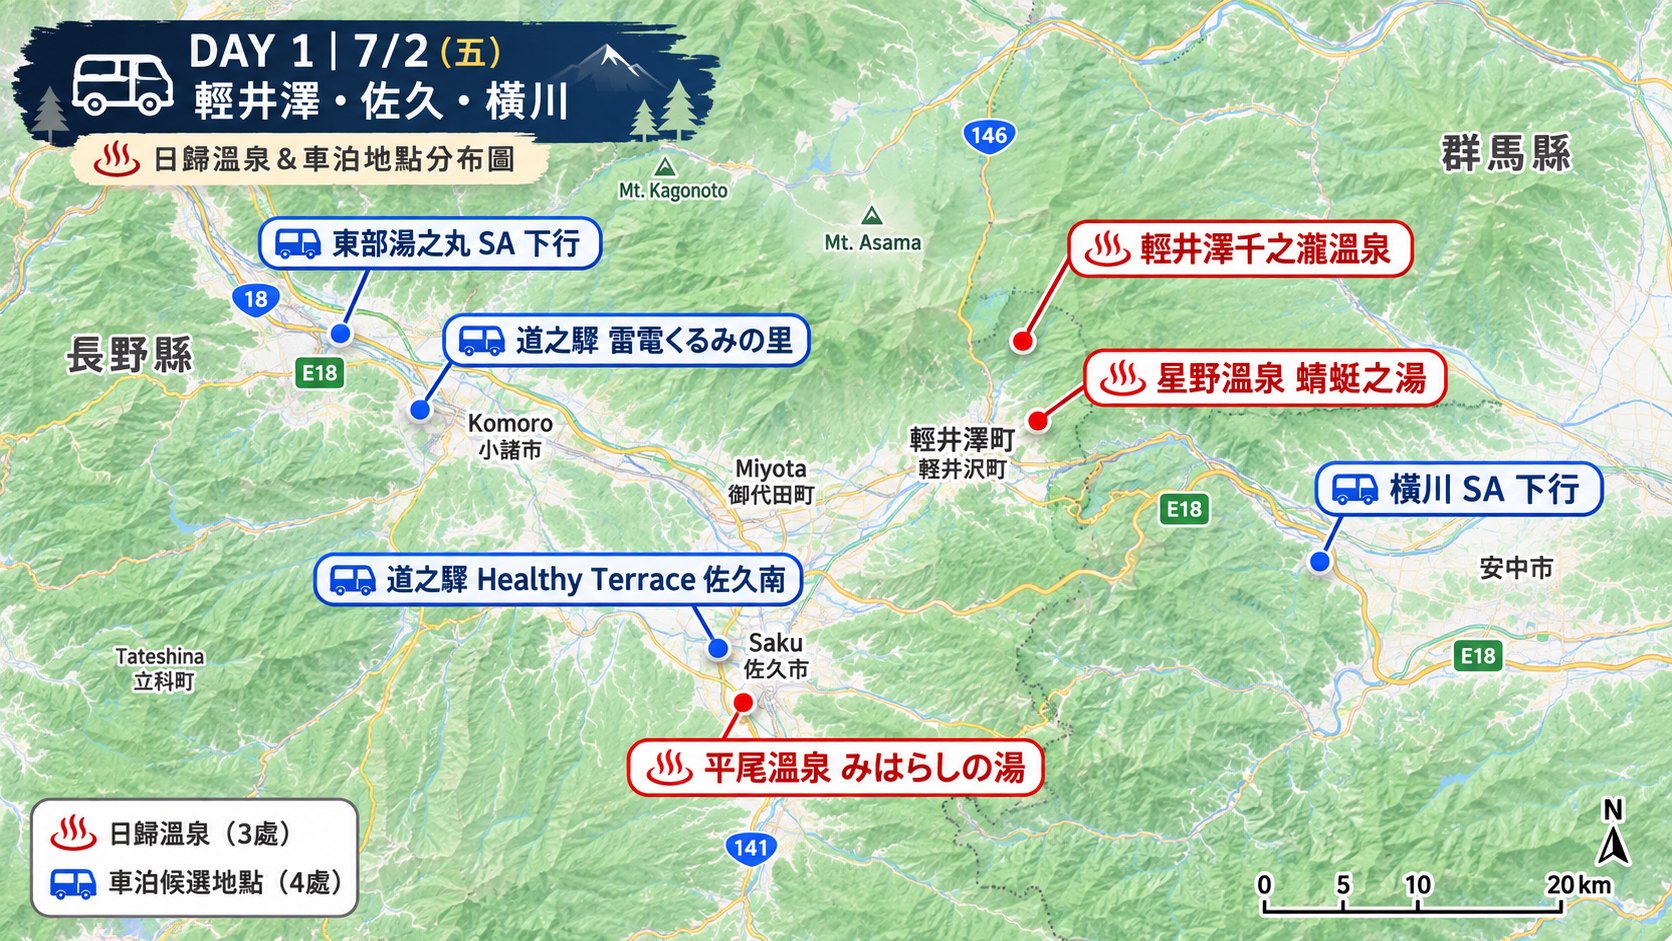 DAY 1 | 7/2 (五)
輕井澤・佐久・橫川
日歸溫泉&車泊地點分布圖
Mt. Kagonoto
146
群馬縣
Mt. Asama
東部湯之丸 SA 下行
輕井澤千之瀧溫泉
18
道之驛 雷電くるみの里
長野縣
E18
星野溫泉 蜻蜓之湯
Komoro
小諸市
輕井澤町
軽井沢町
Miyota
御代田町
橫川 SA 下行
E18
安中市
道之驛 Healthy Terrace 佐久南
Saku
佐久市
Tateshina
立科町
E18
平尾溫泉 みはらしの湯
日歸溫泉(3處)
車泊候選地點(4處)
141
N
0 5 10 20 km